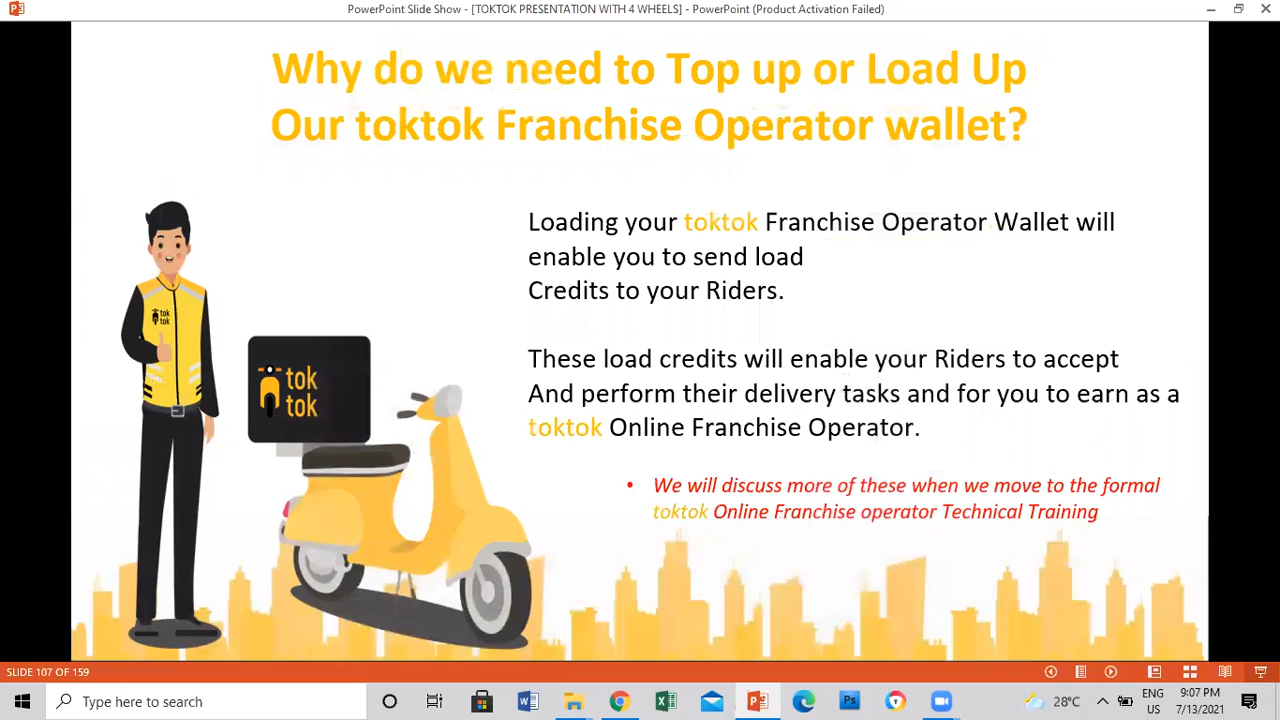 PowerPoint Slide Show - [TOKTOK PRESENTATION WITH 4 WHEELS] - PowerPoint (Product Activation Failed)
Why do we need to Top up or Load Up
Our toktok Franchise Operator wallet?
Loading your toktok Franchise Operator Wallet will
enable you to send load
Credits to your Riders.
These load credits will enable your Riders to accept
And perform their delivery tasks and for you to earn as a
toktok Online Franchise Operator.
• We will discuss more of these when we move to the formal
toktok Online Franchise operator Technical Training
tok
tok
tok
tok
SLIDE 107 OF 159
Type here to search
28°C
ENG
US
9:07 PM
7/13/2021